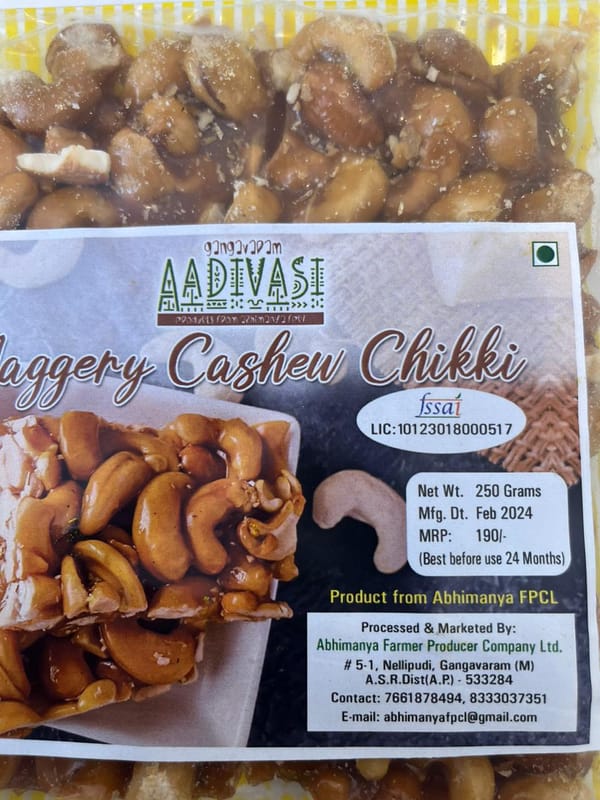 gangavaram
AADIVASI
Jaggery Cashew Chikki
fssai
LIC:10123018000517
Net Wt. 250 Grams
Mfg. Dt. Feb 2024
MRP: 190/-
(Best before use 24 Months)
Product from Abhimanya FPCL
Processed & Marketed By:
Abhimanya Farmer Producer Company Ltd.
# 5-1, Nellipudi, Gangavaram (M)
A.S.R.Dist(A.P.) - 533284
Contact: 7661878494, 8333037351
E-mail: abhimanyafpcl@gmail.com